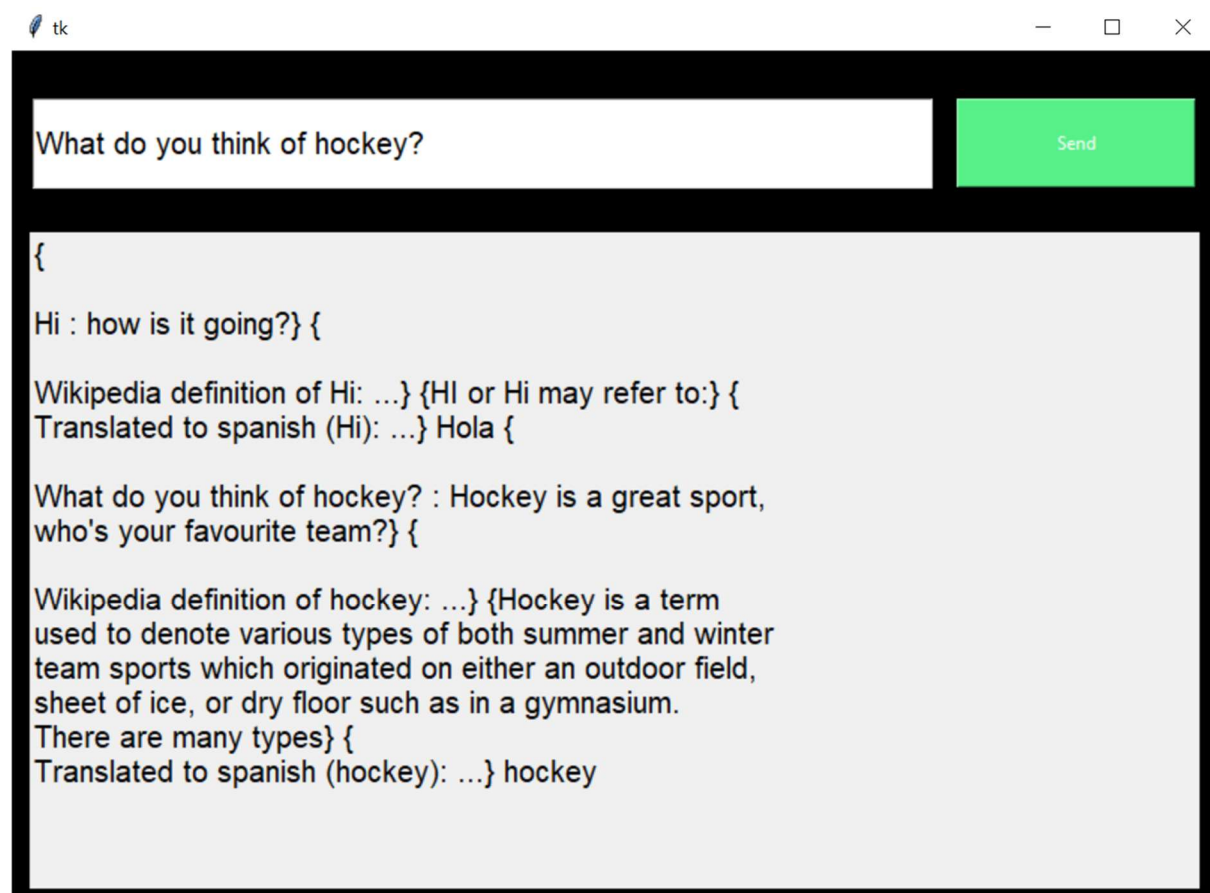 tk
What do you think of hockey?
Send
{
Hi : how is it going?} {
Wikipedia definition of Hi: ...} {HI or Hi may refer to:} {
Translated to spanish (Hi): ...} Hola {
What do you think of hockey? : Hockey is a great sport,
who's your favourite team?} {
Wikipedia definition of hockey: ...} {Hockey is a term
used to denote various types of both summer and winter
team sports which originated on either an outdoor field,
sheet of ice, or dry floor such as in a gymnasium.
There are many types} {
Translated to spanish (hockey): ...} hockey